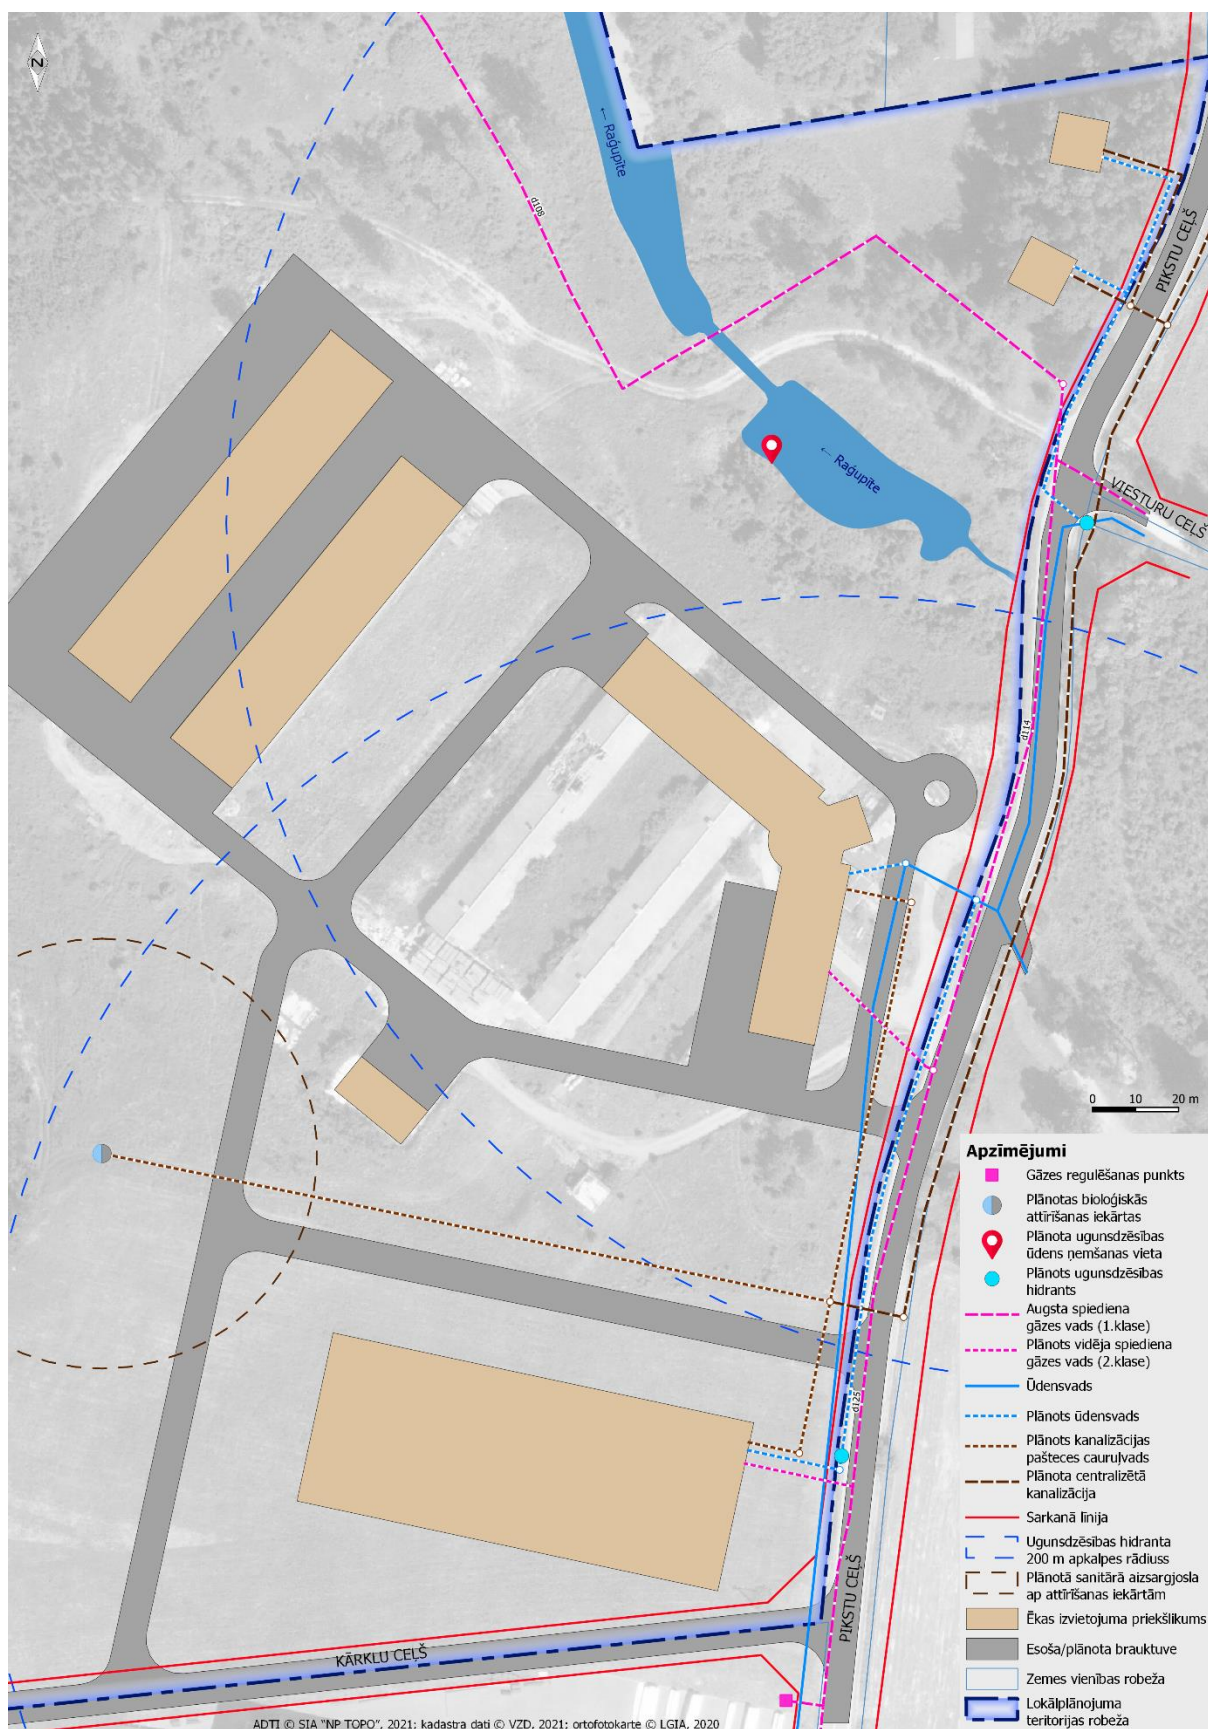 N
← Raģupīte
d108
PIKSTU CEĻŠ
← Raģupīte
VIESTURU CEĻŠ
d114
0 10 20 m
Apzīmējumi
Gāzes regulēšanas punkts
Plānotas bioloģiskās
attīrīšanas iekārtas
Plānota ugunsdzēsības
ūdens ņemšanas vieta
Plānots ugunsdzēsības
hidrants
Augsta spiediena
gāzes vads (1.klase)
Plānots vidēja spiediena
gāzes vads (2.klase)
Ūdensvads
Plānots ūdensvads
Plānots kanalizācijas
pašteces cauruļvads
Plānota centralizētā
kanalizācija
Sarkanā līnija
Ugunsdzēsības hidranta
200 m apkalpes rādiuss
Plānotā sanitārā aizsargjosla
ap attīrīšanas iekārtām
Ēkas izvietojuma priekšlikums
Esoša/plānota brauktuve
Zemes vienības robeža
Lokālplānojuma
teritorijas robeža
d125
PIKSTU CEĻŠ
KĀRKLU CEĻŠ
ADTI © SIA "NP TOPO", 2021; kadastra dati © VZD, 2021; ortofotokarte © LGIA, 2020